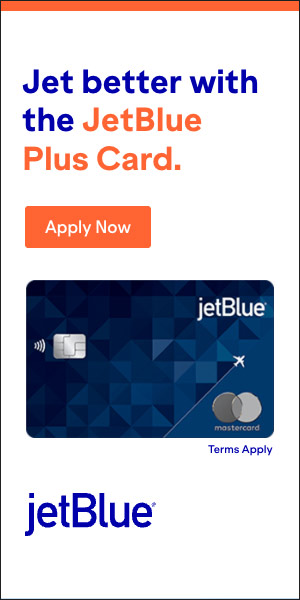 Jet better with
the JetBlue
Plus Card.
Apply Now
jetBlue
mastercard
Terms Apply
jetBlue